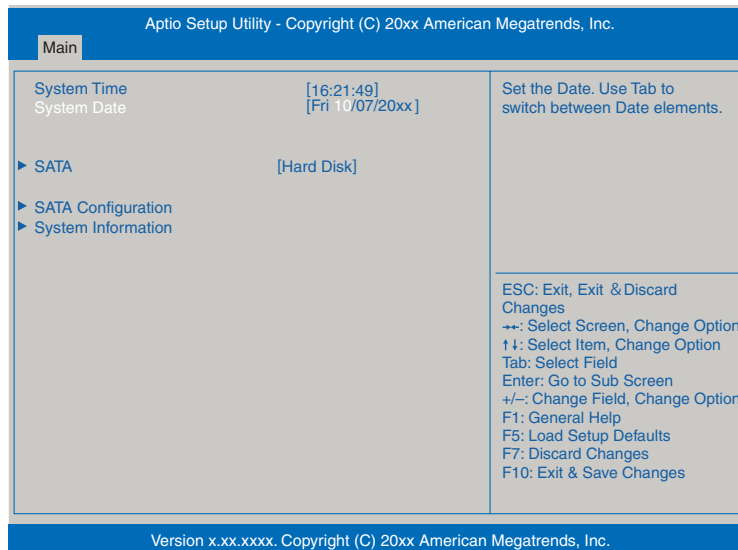 Aptio Setup Utility - Copyright (C) 20xx American Megatrends, Inc.
Main
System Time [16:21:49]
System Date [Fri 10/07/20xx]
SATA [Hard Disk]
SATA Configuration
System Information
Set the Date. Use Tab to
switch between Date elements.
ESC: Exit, Exit & Discard
Changes
→←: Select Screen, Change Option
↑↓: Select Item, Change Option
Tab: Select Field
Enter: Go to Sub Screen
+/–: Change Field, Change Option
F1: General Help
F5: Load Setup Defaults
F7: Discard Changes
F10: Exit & Save Changes
Version x.xx.xxxx. Copyright (C) 20xx American Megatrends, Inc.